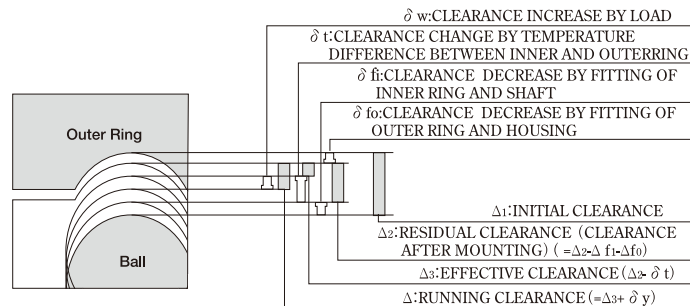 δ w:CLEARANCE INCREASE BY LOAD
δ t:CLEARANCE CHANGE BY TEMPERATURE
DIFFERENCE BETWEEN INNER AND OUTERRING
δ fi:CLEARANCE DECREASE BY FITTING OF
INNER RING AND SHAFT
δ fo:CLEARANCE DECREASE BY FITTING OF
OUTER RING AND HOUSING
Outer Ring
Ball
Δ1:INITIAL CLEARANCE
Δ2:RESIDUAL CLEARANCE (CLEARANCE
AFTER MOUNTING) ( =Δ2-Δ f1-Δf0)
Δ3:EFFECTIVE CLEARANCE(Δ2- δ t)
Δ:RUNNING CLEARANCE(=Δ3+ δ y)